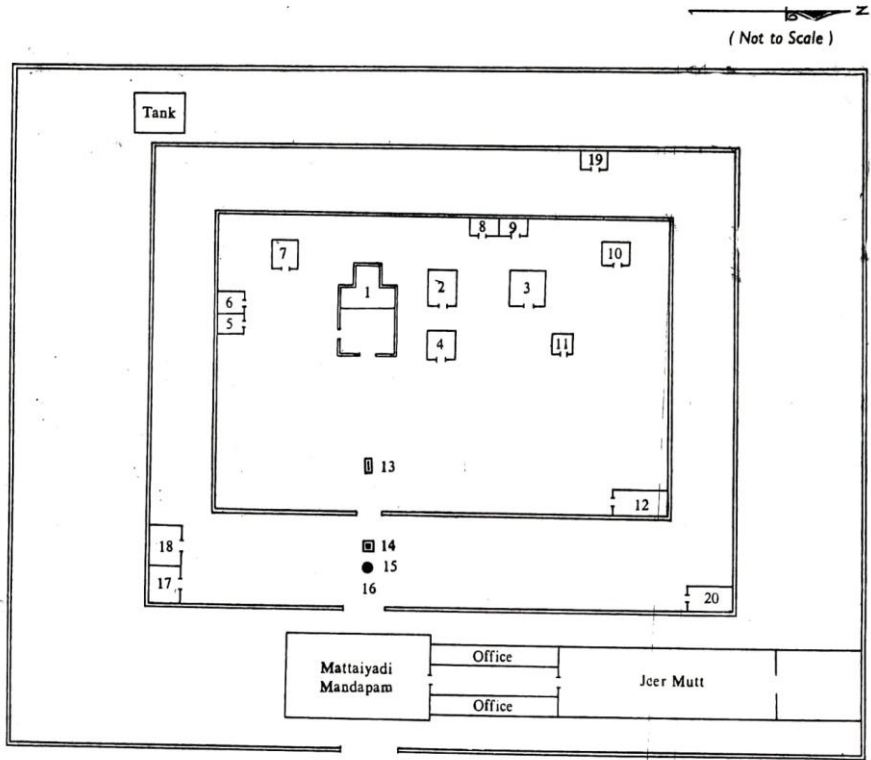 N
( Not to Scale )
Tank
19
8 9
7
10
1
2
3
6
5
4
11
13
12
18
14
15
17
16
20
Mattaiyadi
Mandapam
Office
Office
Jeer Mutt